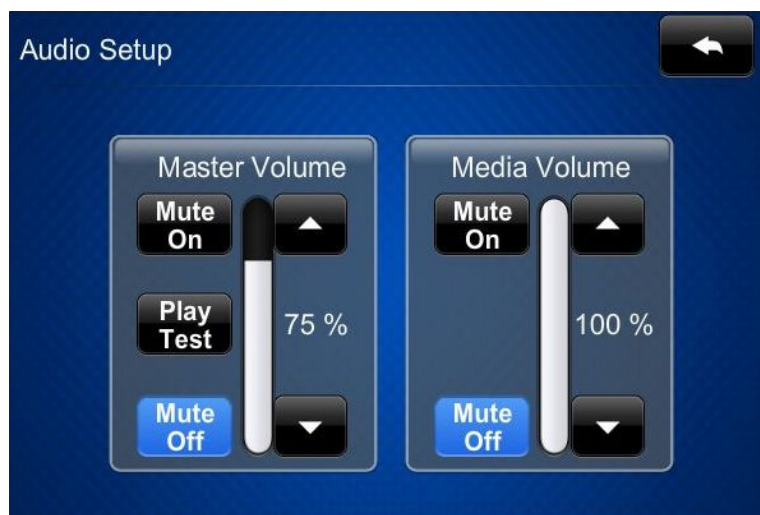 Audio Setup
Master Volume
Mute
On
Play
Test
75 %
Mute
Off
Media Volume
Mute
On
100 %
Mute
Off